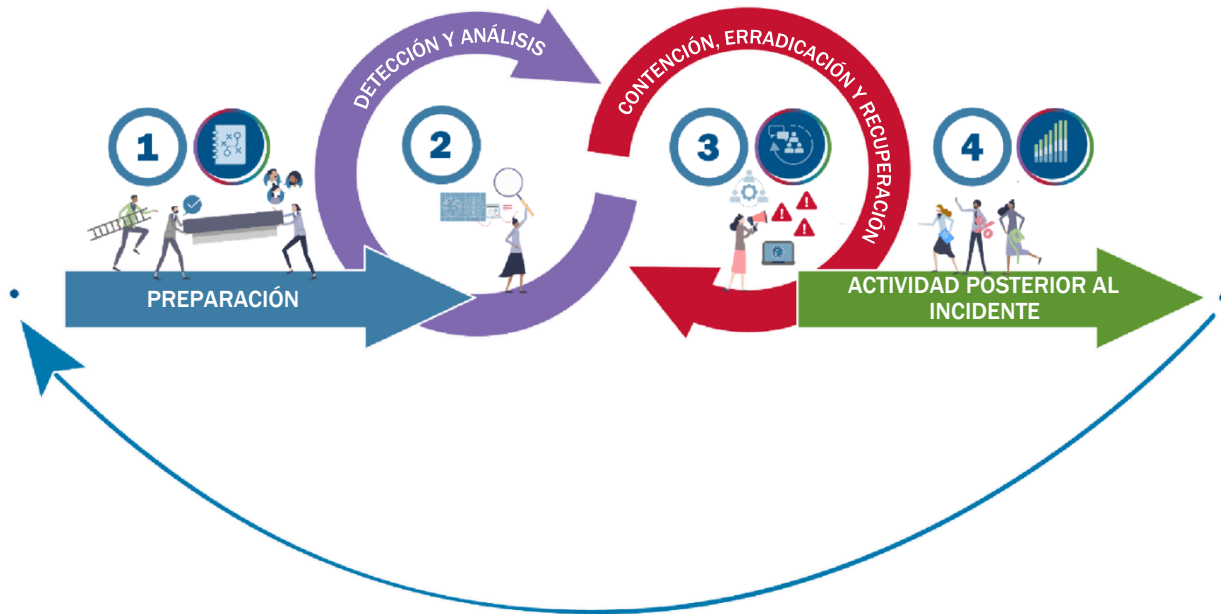 1
PREPARACIÓN
2
DETECCIÓN Y ANÁLISIS
3
CONTENCIÓN, ERRADICACIÓN Y RECUPERACIÓN
4
ACTIVIDAD POSTERIOR AL
INCIDENTE